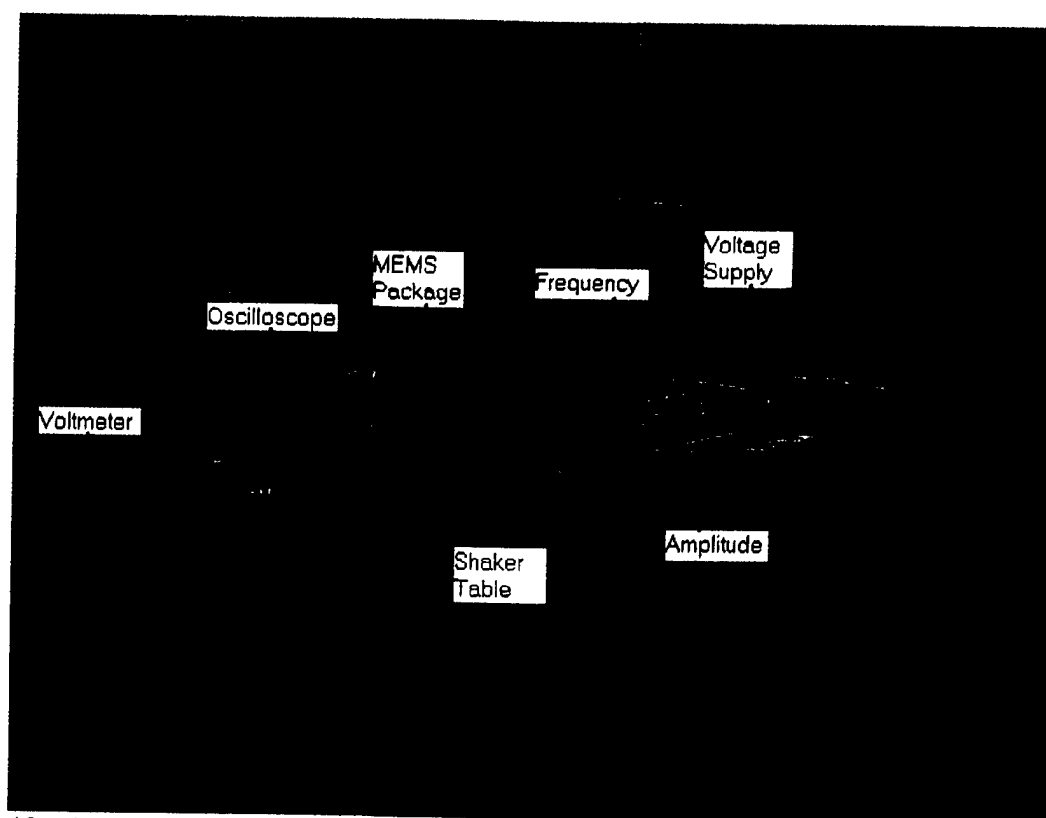 Voltage
Supply
MEMS
Package
Frequency
Oscilloscope
Voltmeter
Amplitude
Shaker
Table